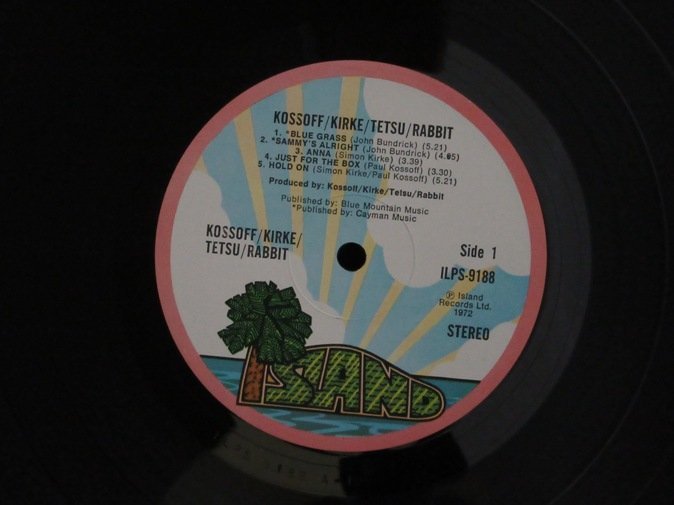 KOSSOFF/KIRKE/TETSU/RABBIT
1. *BLUE GRASS (John Bundrick) (5.21)
2. *SAMMY'S ALRIGHT (John Bundrick) (4.05)
3. ANNA (Simon Kirke) (3.39)
4. JUST FOR THE BOX (Paul Kossoff) (3.30)
5. HOLD ON (Simon Kirke/Paul Kossoff) (5.21)
Produced by: Kossoff/Kirke/Tetsu/Rabbit
Published by: Blue Mountain Music
*Published by: Cayman Music
KOSSOFF/KIRKE/
TETSU/RABBIT
Side 1
ILPS-9188
Ⓟ Island
Records Ltd.
1972
STEREO
ISLAND